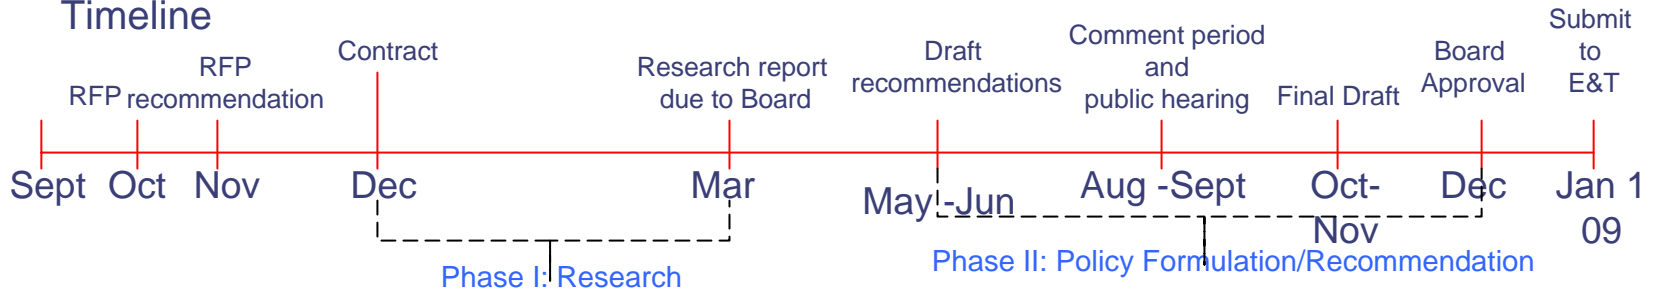 Timeline
RFP
RFP
recommendation
Contract
Research report
due to Board
Draft
recommendations
Comment period
and
public hearing
Final Draft
Board
Approval
Submit
to
E&T
Sept
Oct
Nov
Dec
Mar
May -Jun
Aug -Sept
Oct-
Nov
Dec
Jan 1
09
Phase I: Research
Phase II: Policy Formulation/Recommendation